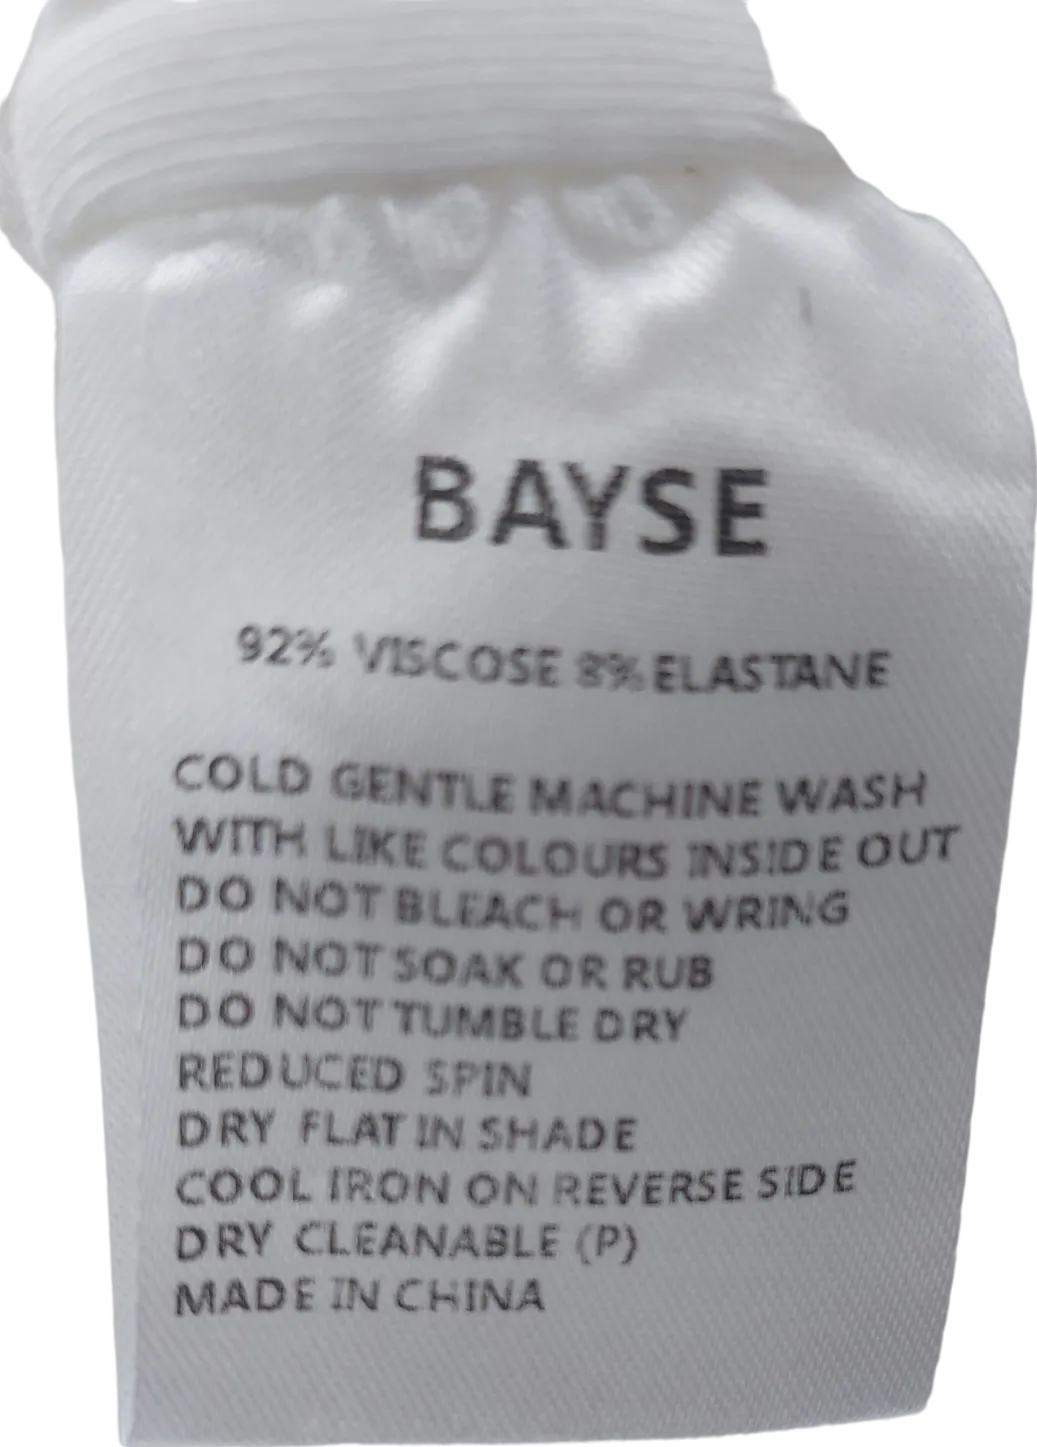 BAYSE
92% VISCOSE 8% ELASTANE
COLD GENTLE MACHINE WASH
WITH LIKE COLOURS INSIDE OUT
DO NOT BLEACH OR WRING
DO NOT SOAK OR RUB
DO NOT TUMBLE DRY
REDUCED SPIN
DRY FLAT IN SHADE
COOL IRON ON REVERSE SIDE
DRY CLEANABLE (P)
MADE IN CHINA